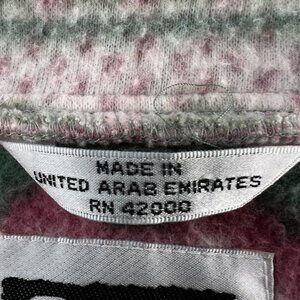 MADE IN
UNITED ARAB EMIRATES
RN 42000